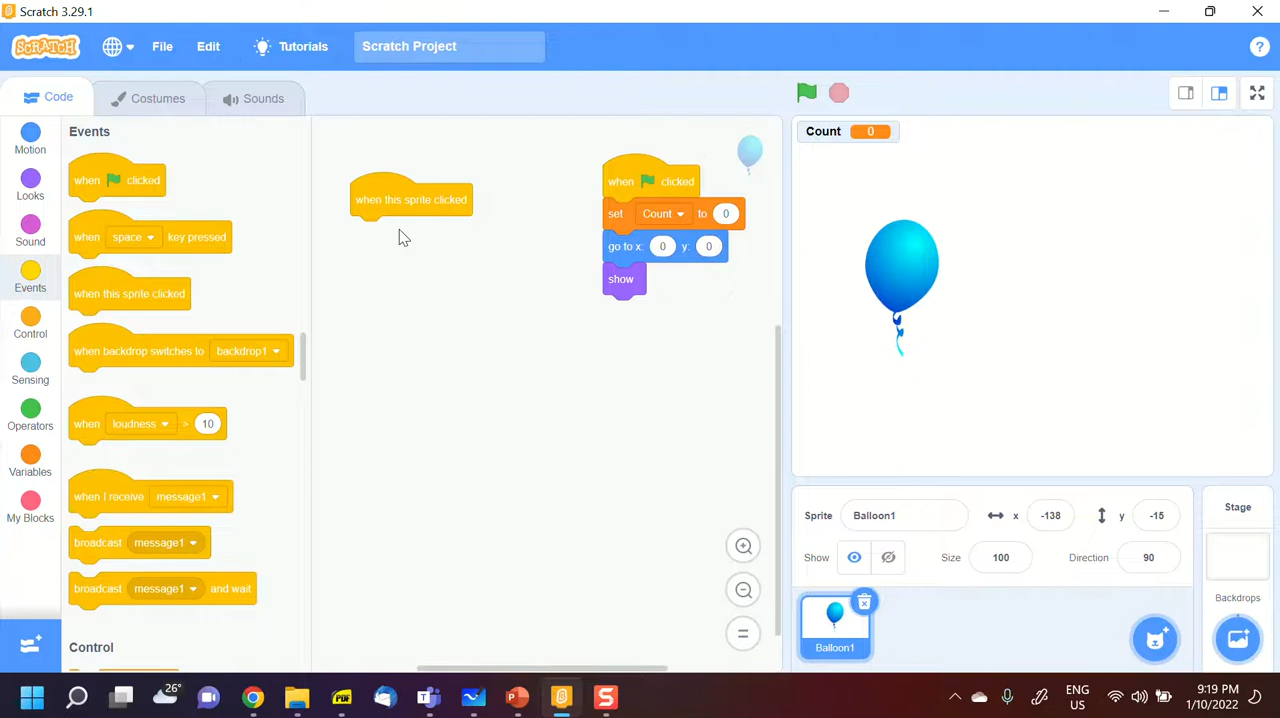 Scratch 3.29.1
SCRATCH File Edit Tutorials Scratch Project ?
Code Costumes Sounds
Motion
Looks
Sound
Events
Control
Sensing
Operators
Variables
My Blocks
Events
when clicked
when space key pressed
when this sprite clicked
when backdrop switches to backdrop1
when loudness > 10
when I receive message1
broadcast message1
broadcast message1 and wait
Control
when this sprite clicked
when clicked
set Count to 0
go to x: 0 y: 0
show
Count 0
Sprite Balloon1 x -138 y -15
Show Size 100 Direction 90
Balloon1
Stage
Backdrops
26°
ENG
US
9:19 PM
1/10/2022